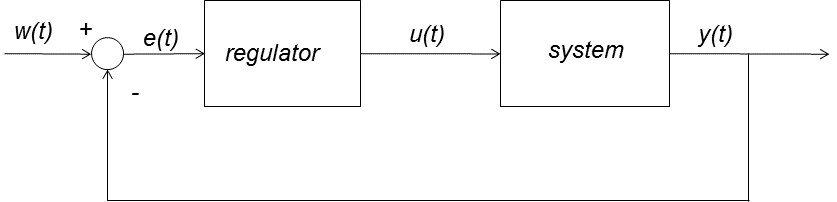 w(t)
+
e(t)
regulator
u(t)
system
y(t)
-